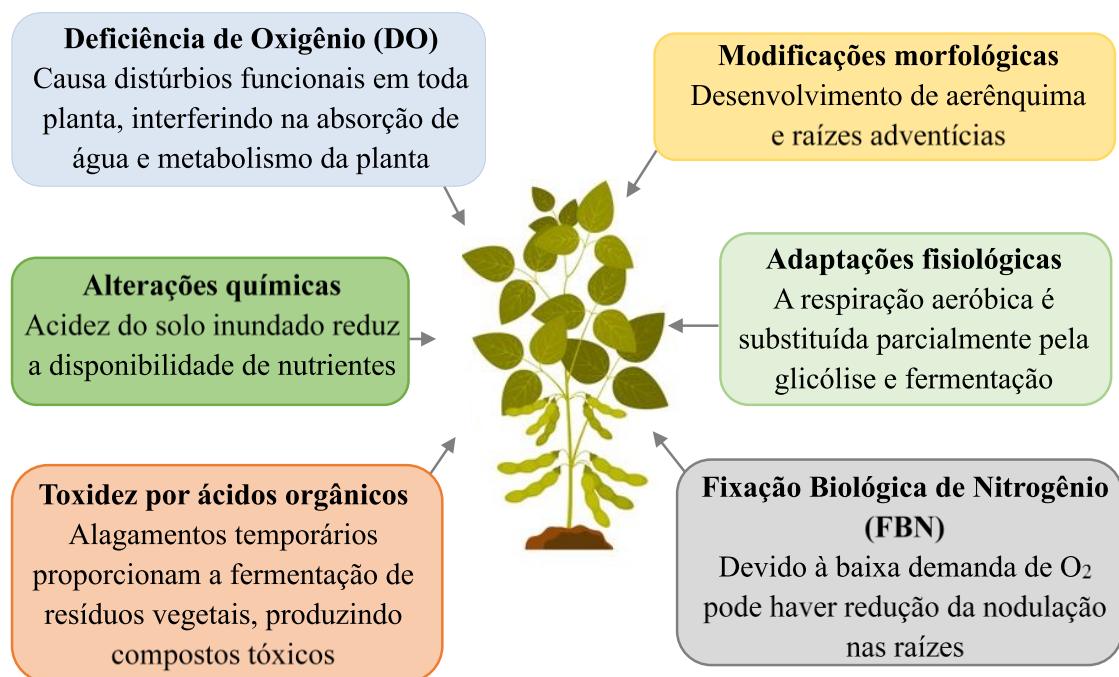 Deficiência de Oxigênio (DO)
Causa distúrbios funcionais em toda
planta, interferindo na absorção de
água e metabolismo da planta
Modificações morfológicas
Desenvolvimento de aerênquima
e raízes adventícias
Alterações químicas
Acidez do solo inundado reduz
a disponibilidade de nutrientes
Adaptações fisiológicas
A respiração aeróbica é
substituída parcialmente pela
glicólise e fermentação
Toxidez por ácidos orgânicos
Alagamentos temporários
proporcionam a fermentação de
resíduos vegetais, produzindo
compostos tóxicos
Fixação Biológica de Nitrogênio
(FBN)
Devido à baixa demanda de O₂
pode haver redução da nodulação
nas raízes